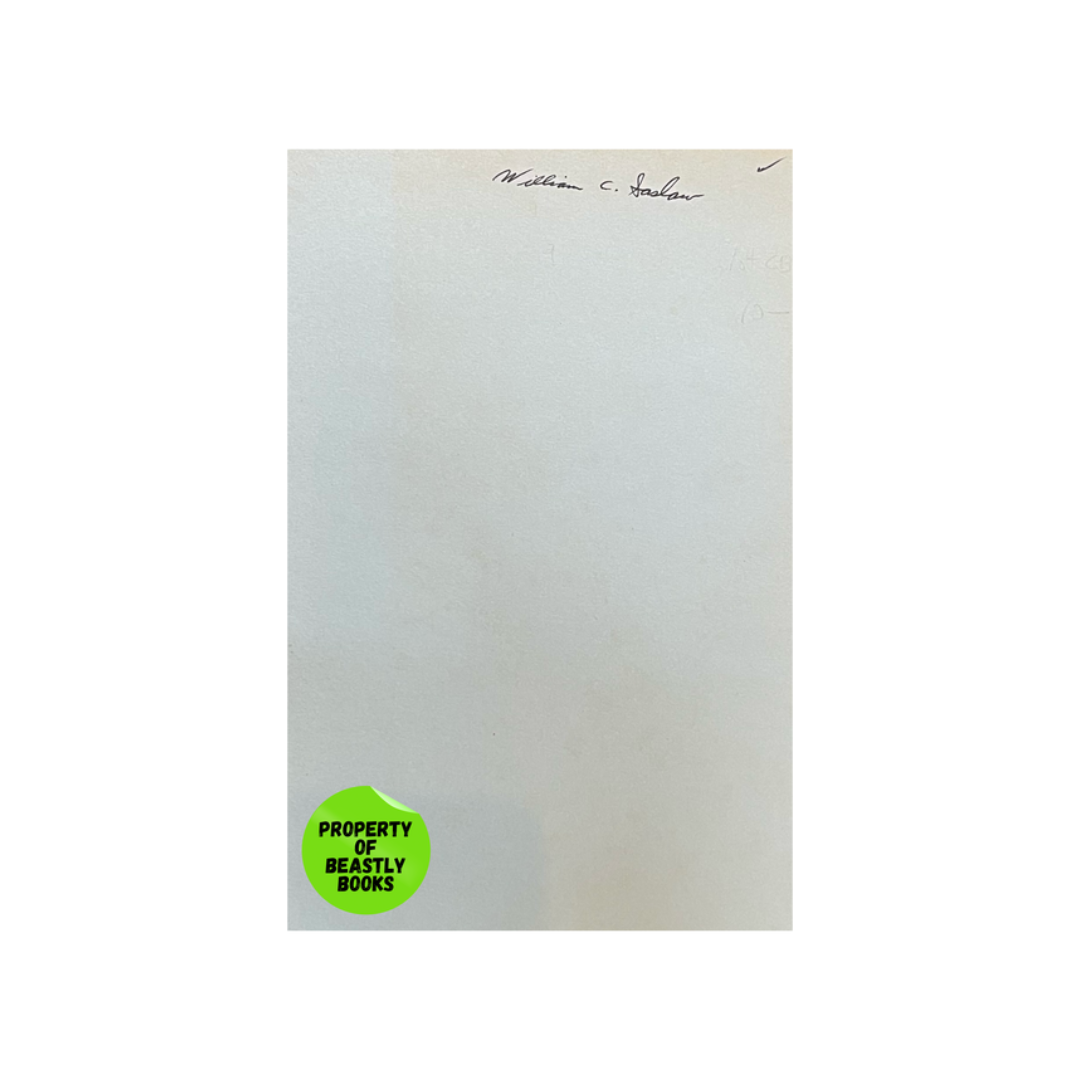 William C. Saslaw
PROPERTY
OF
BEASTLY
BOOKS